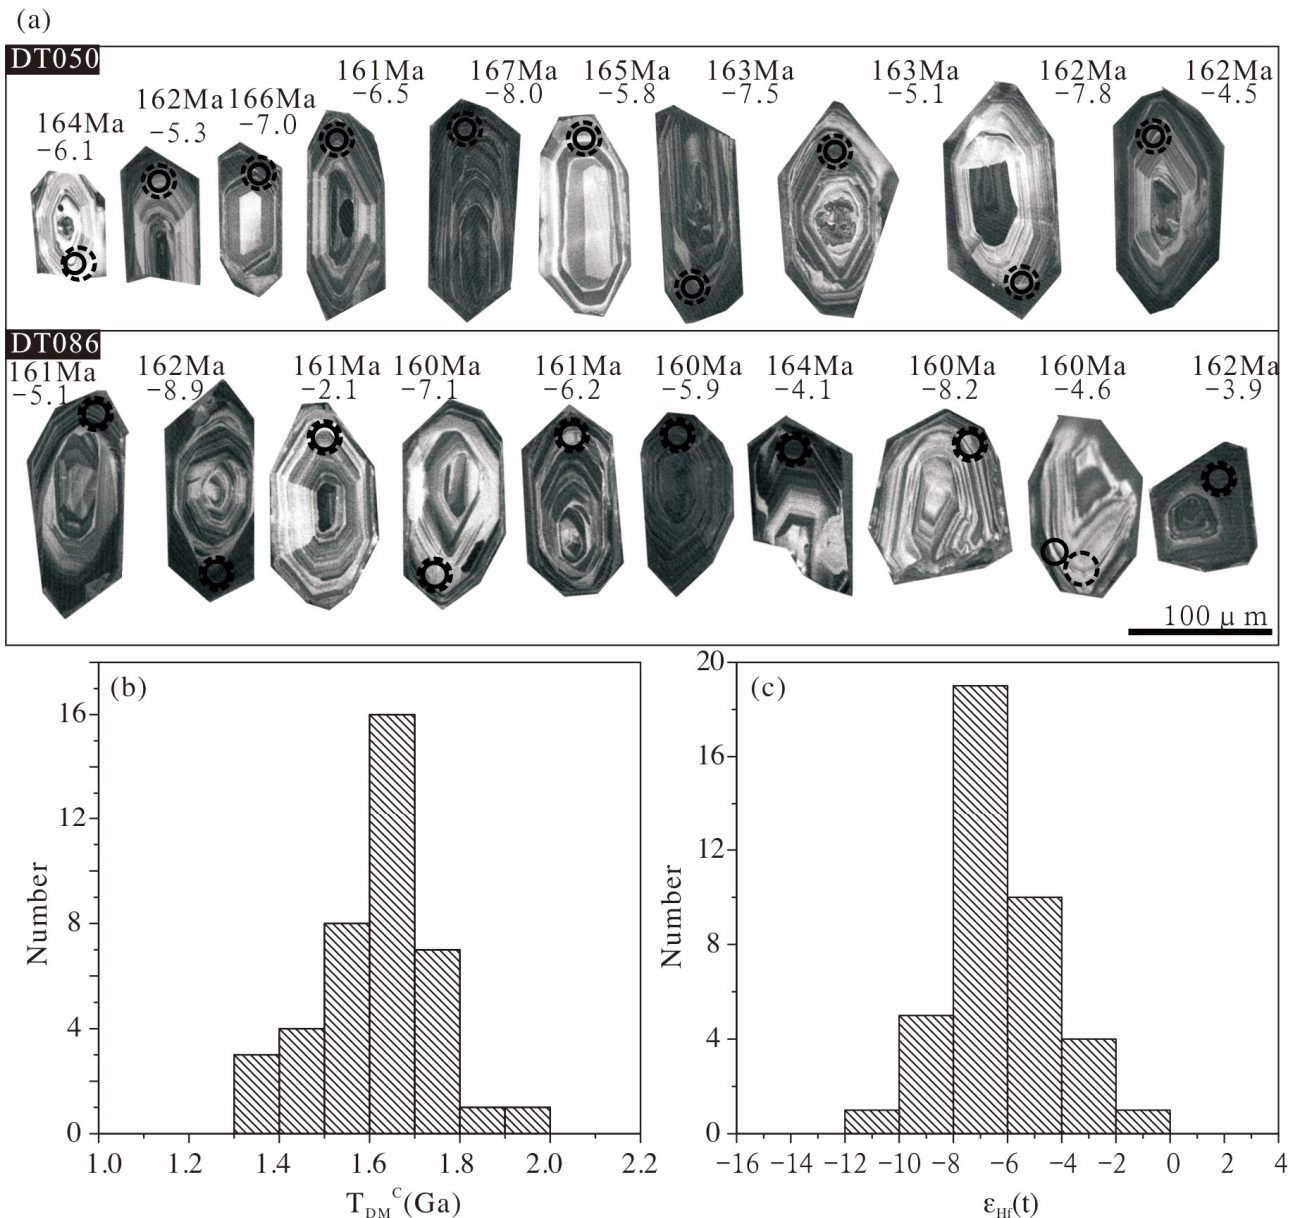 (a)
DT050
164Ma
-6.1
162Ma
-5.3
166Ma
-7.0
161Ma
-6.5
167Ma
-8.0
165Ma
-5.8
163Ma
-7.5
163Ma
-5.1
162Ma
-7.8
162Ma
-4.5
DT086
161Ma
-5.1
162Ma
-8.9
161Ma
-2.1
160Ma
-7.1
161Ma
-6.2
160Ma
-5.9
164Ma
-4.1
160Ma
-8.2
160Ma
-4.6
162Ma
-3.9
100 μm
(b)
16
12
8
4
0
Number
1.0 1.2 1.4 1.6 1.8 2.0 2.2
T_DM^C(Ga)
(c)
20
16
12
8
4
0
Number
-16 -14 -12 -10 -8 -6 -4 -2 0 2 4
ε_Hf(t)